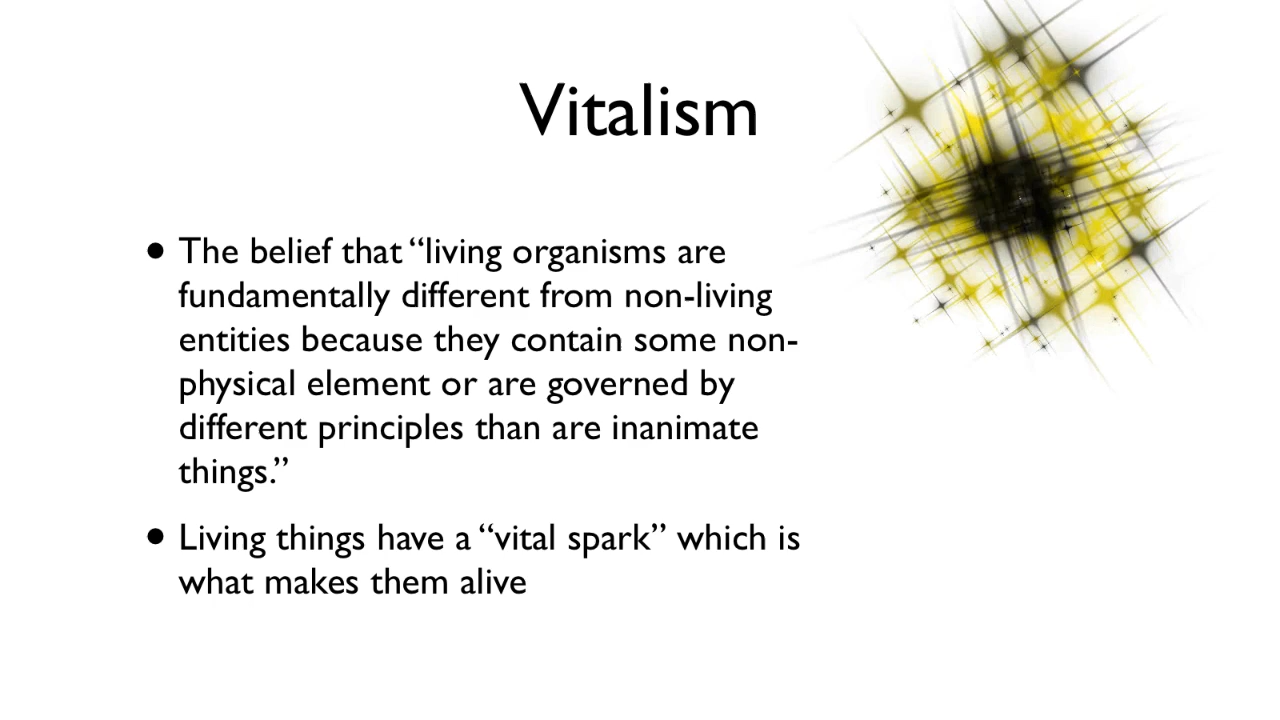 Vitalism
• The belief that “living organisms are
fundamentally different from non-living
entities because they contain some non-
physical element or are governed by
different principles than are inanimate
things.”
• Living things have a “vital spark” which is
what makes them alive